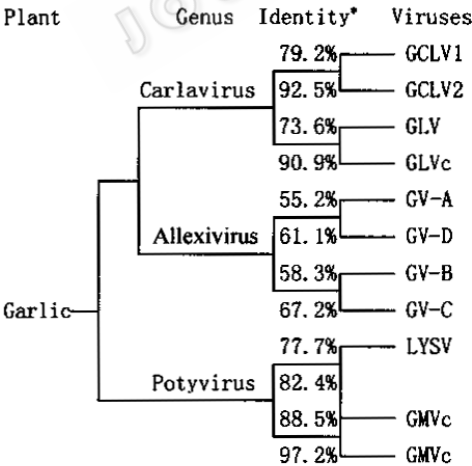 Plant Genus Identity* Viruses
79.2% GCLV1
Carlavirus 92.5% GCLV2
73.6% GLV
90.9% GLVc
55.2% GV-A
Allexivirus 61.1% GV-D
58.3% GV-B
Garlic 67.2% GV-C
77.7% LYSV
Potyvirus 82.4%
88.5% GMVc
97.2% GMVc